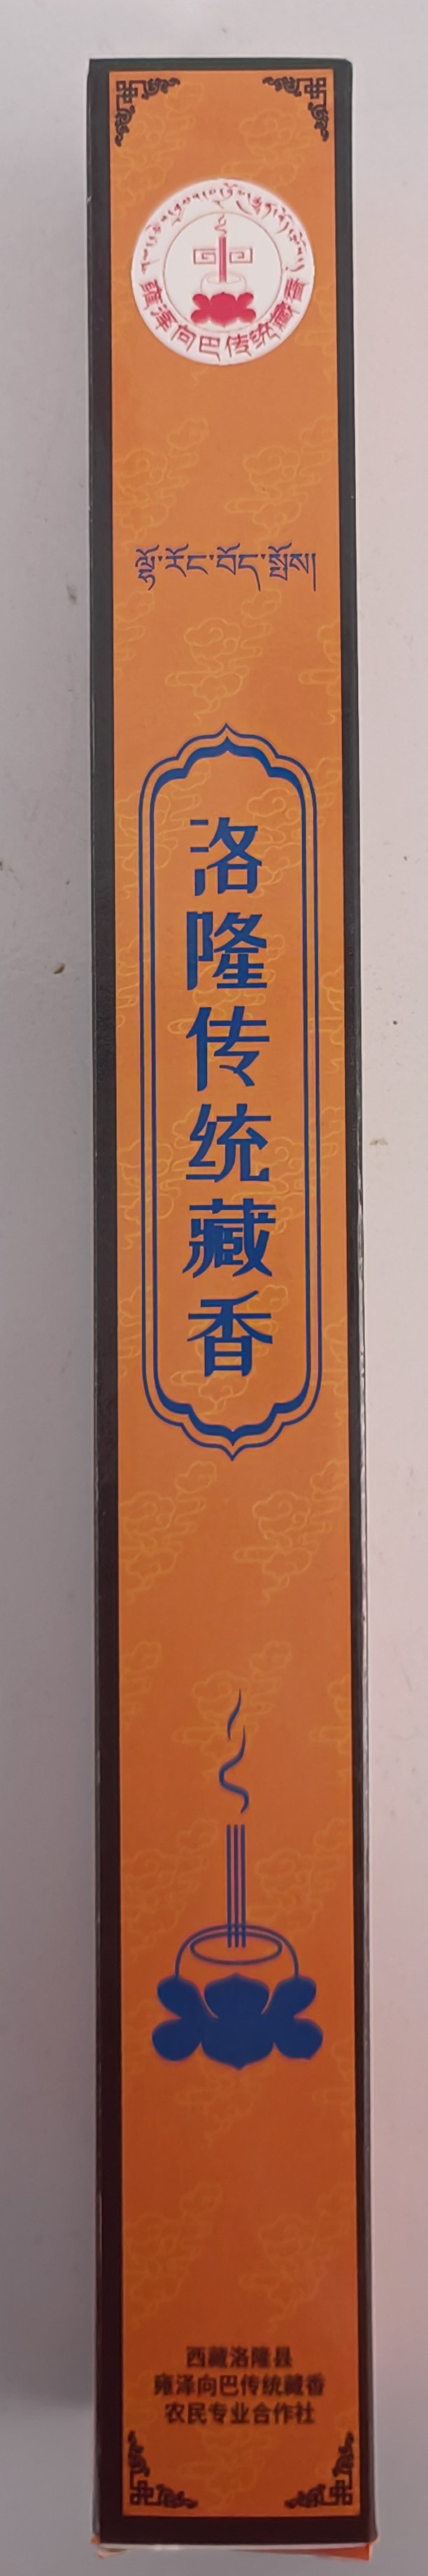 雍泽向巴传统藏香
ལྷོ་རོང་བོད་སྤོས།
洛隆传统藏香
西藏洛隆县
雍泽向巴传统藏香
农民专业合作社